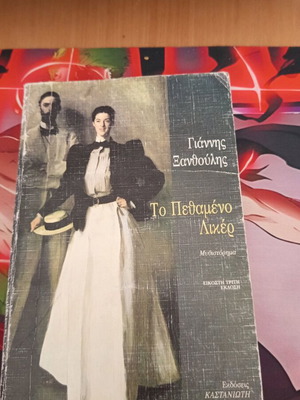 Γιάννης
Ξανθούλης
Το Πεθαμένο
Λικέρ
Μυθιστόρημα
ΕΙΚΟΣΤΗ ΤΡΙΤΗ
ΕΚΔΟΣΗ
Εκδόσεις
ΚΑΣΤΑΝΙΩΤΗ